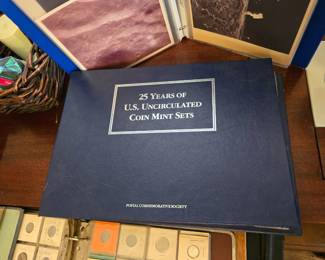 25 YEARS OF
U.S. UNCIRCULATED
COIN MINT SETS
POSTAL COMMEMORATIVE SOCIETY